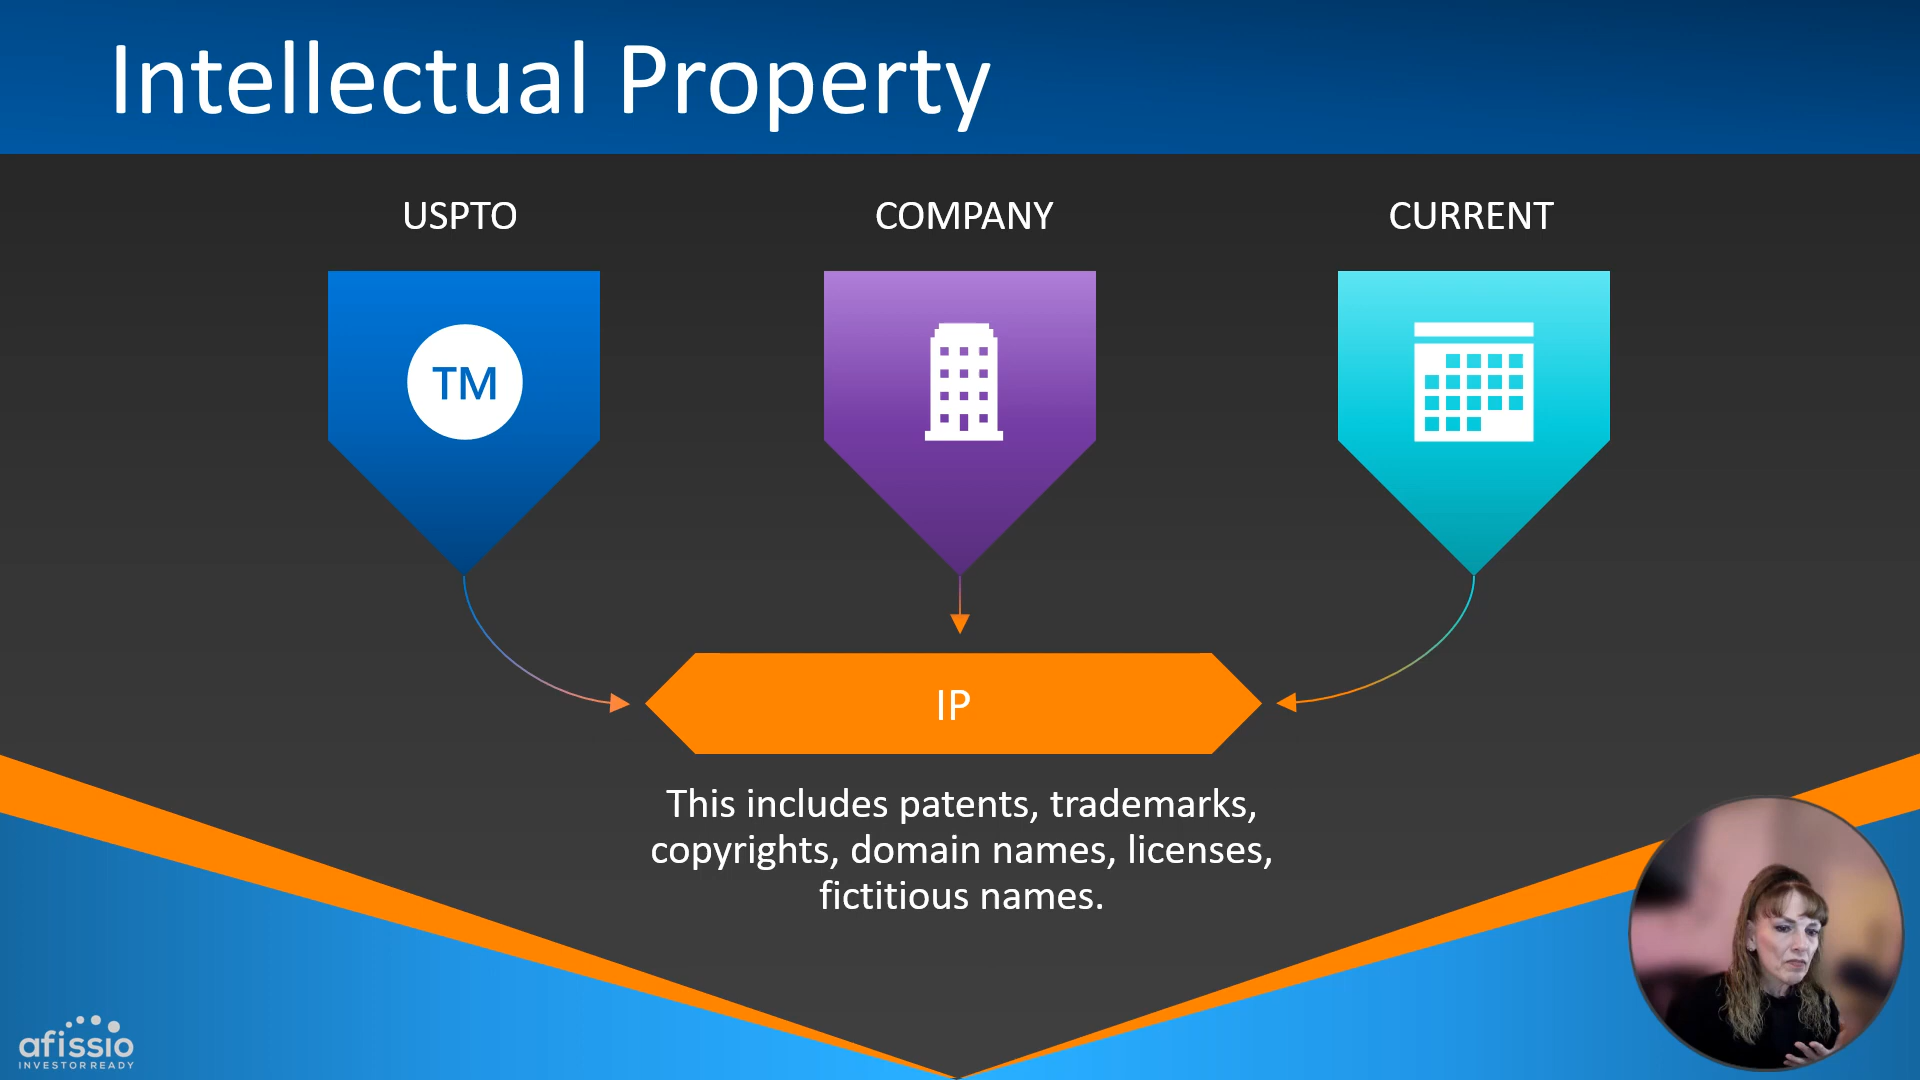 Intellectual Property
USPTO
COMPANY
CURRENT
TM
IP
This includes patents, trademarks,
copyrights, domain names, licenses,
fictitious names.
afissio
INVESTOR READY